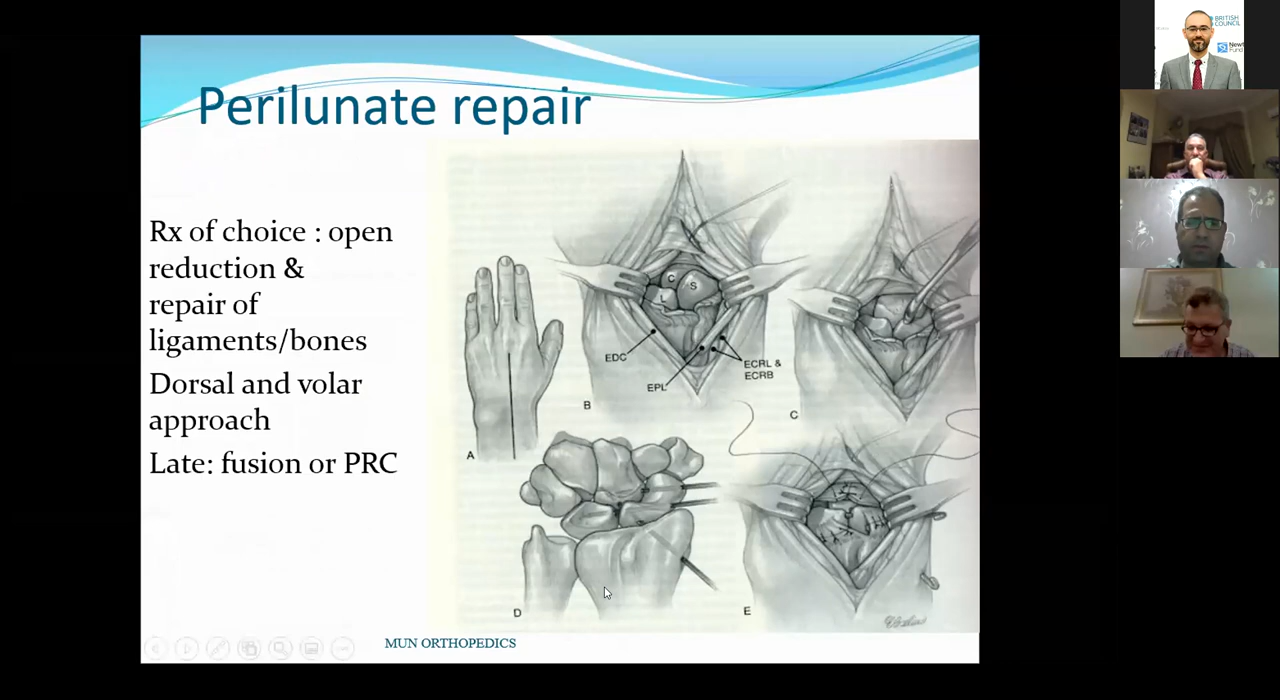 Perilunate repair
Rx of choice : open
reduction &
repair of
ligaments/bones
Dorsal and volar
approach
Late: fusion or PRC
A
B
C
S
L
EDC
EPL
ECRL &
ECRB
C
D
E
MUN ORTHOPEDICS
BRITISH
COUNCIL
Fund